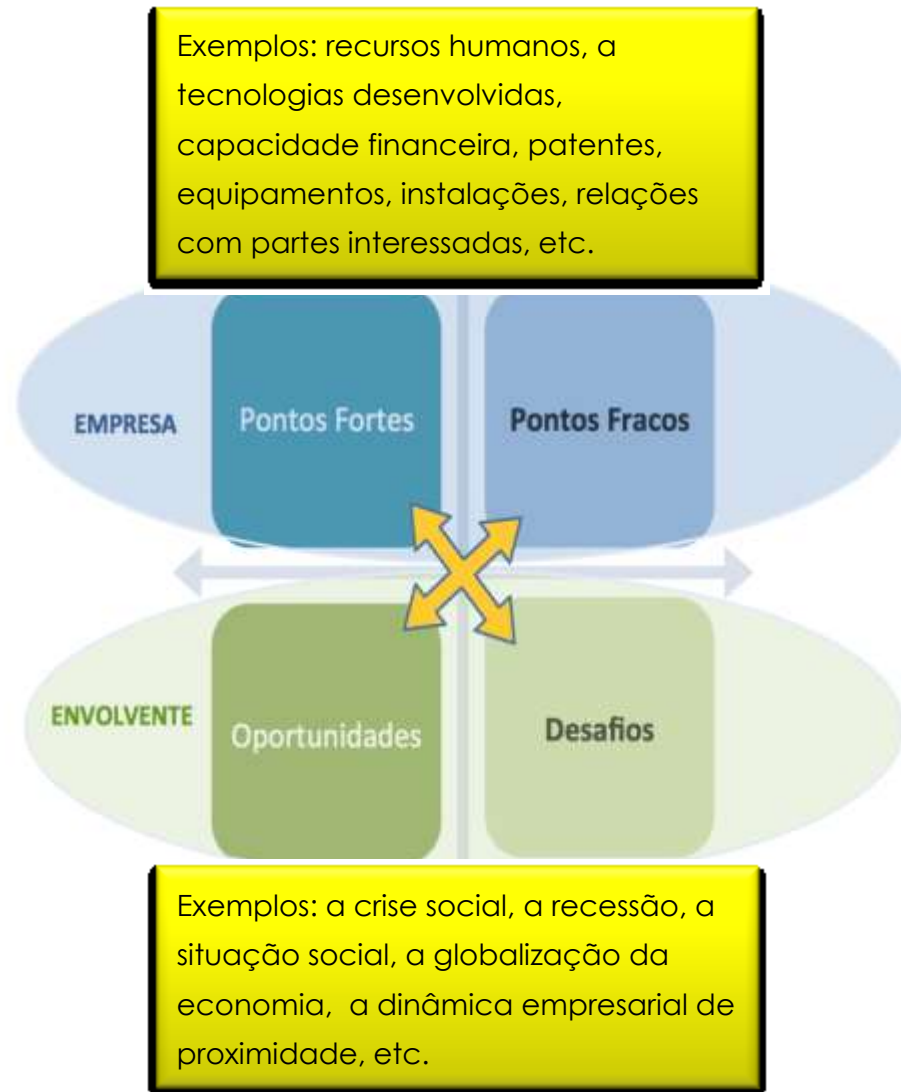 Exemplos: recursos humanos, a
tecnologias desenvolvidas,
capacidade financeira, patentes,
equipamentos, instalações, relações
com partes interessadas, etc.
EMPRESA
Pontos Fortes
Pontos Fracos
ENVOLVENTE
Oportunidades
Desafios
Exemplos: a crise social, a recessão, a
situação social, a globalização da
economia, a dinâmica empresarial de
proximidade, etc.